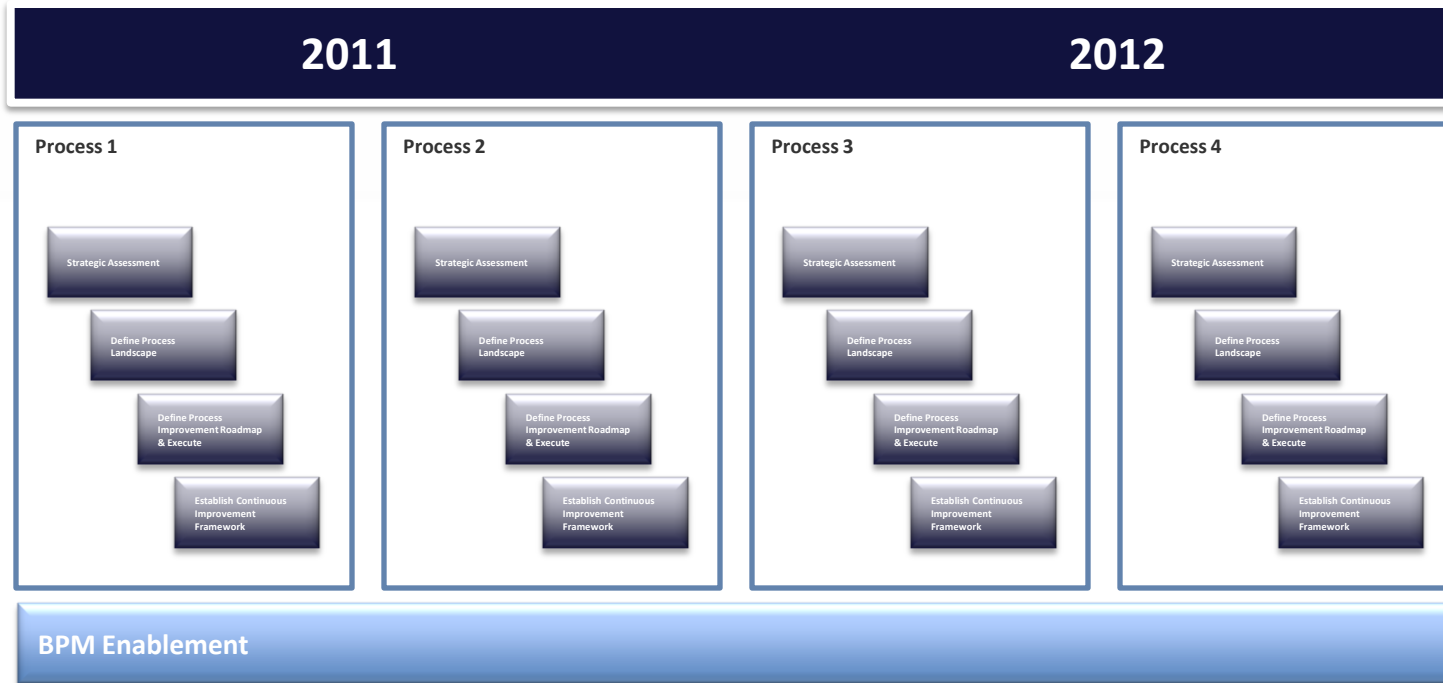 2011
2012
Process 1
Strategic Assessment
Define Process
Landscape
Define Process
Improvement Roadmap
& Execute
Establish Continuous
Improvement
Framework
Process 2
Strategic Assessment
Define Process
Landscape
Define Process
Improvement Roadmap
& Execute
Establish Continuous
Improvement
Framework
Process 3
Strategic Assessment
Define Process
Landscape
Define Process
Improvement Roadmap
& Execute
Establish Continuous
Improvement
Framework
Process 4
Strategic Assessment
Define Process
Landscape
Define Process
Improvement Roadmap
& Execute
Establish Continuous
Improvement
Framework
BPM Enablement